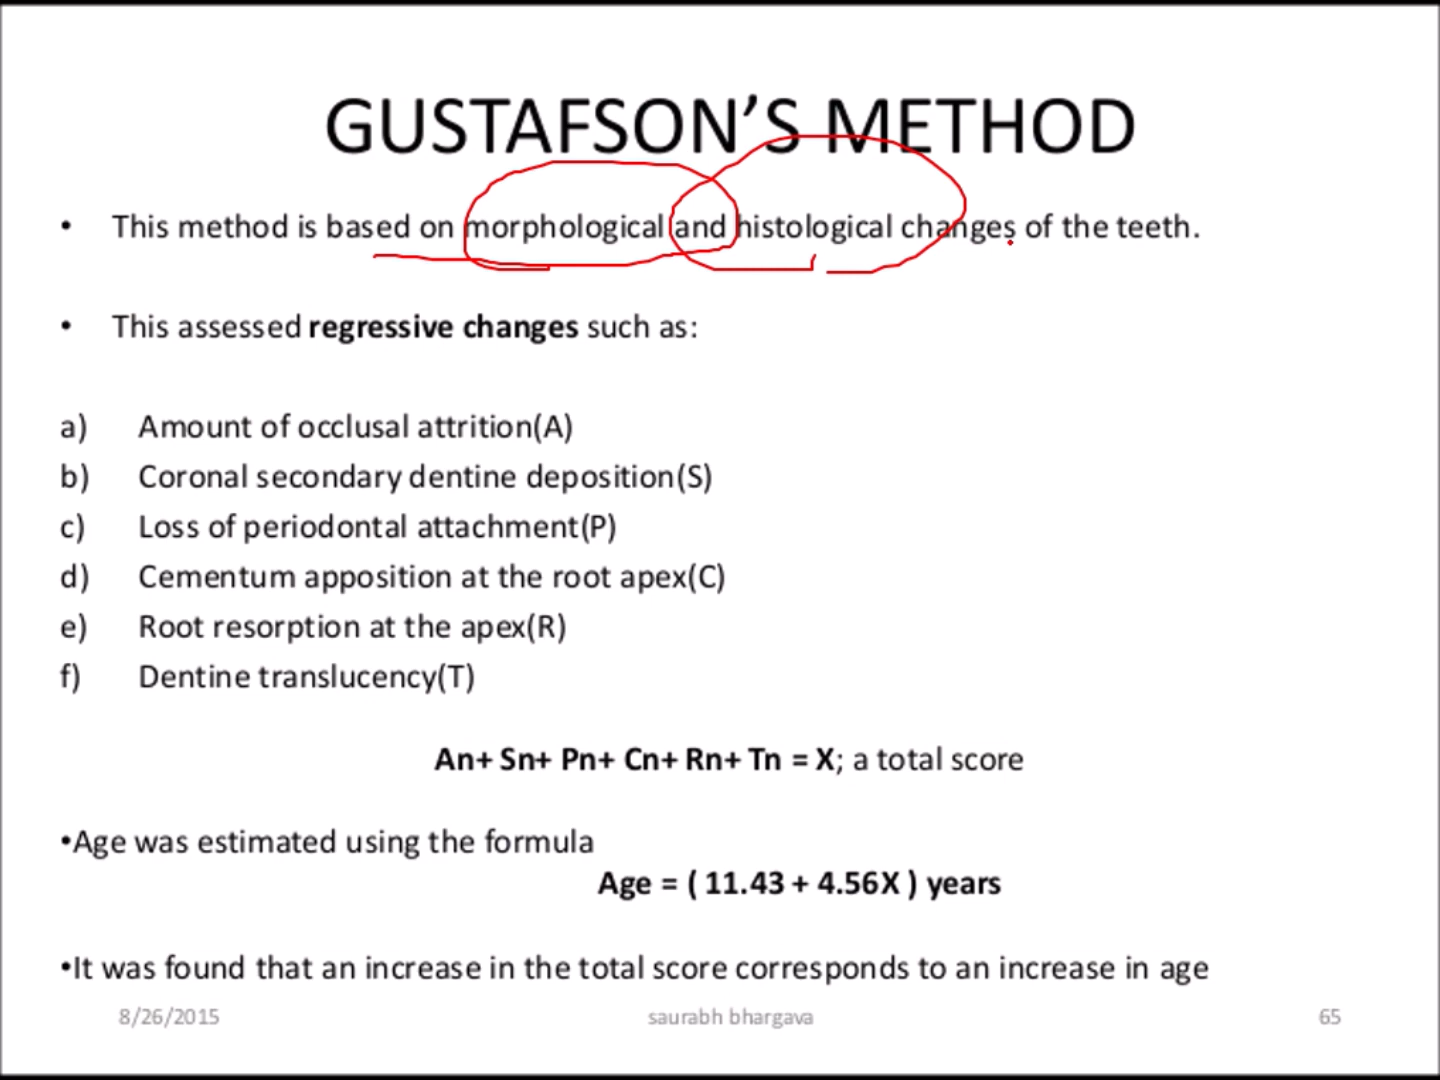 GUSTAFSON’S METHOD
• This method is based on morphological and histological changes of the teeth.
• This assessed regressive changes such as:
a) Amount of occlusal attrition(A)
b) Coronal secondary dentine deposition(S)
c) Loss of periodontal attachment(P)
d) Cementum apposition at the root apex(C)
e) Root resorption at the apex(R)
f) Dentine translucency(T)
An+ Sn+ Pn+ Cn+ Rn+ Tn = X; a total score
•Age was estimated using the formula
Age = ( 11.43 + 4.56X ) years
•It was found that an increase in the total score corresponds to an increase in age
8/26/2015 saurabh bhargava 65